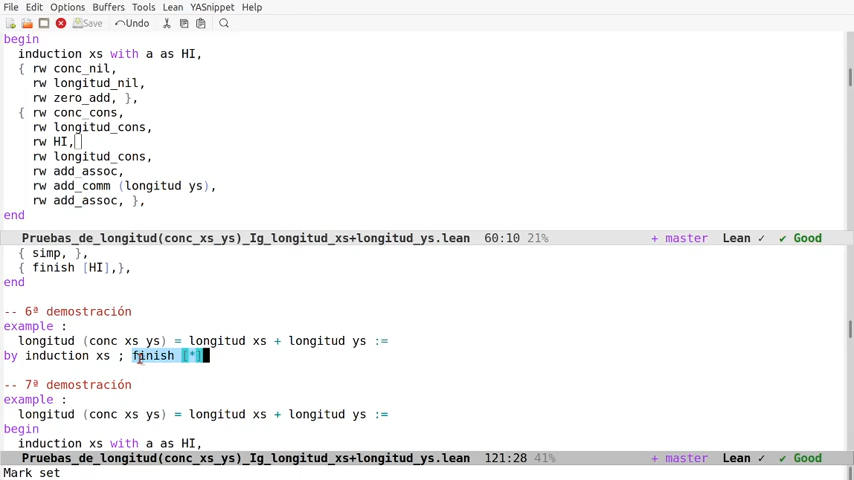 File Edit Options Buffers Tools Lean YASnippet Help
Save Undo
begin
induction xs with a as HI,
{ rw conc_nil,
rw longitud_nil,
rw zero_add, },
{ rw conc_cons,
rw longitud_cons,
rw HI,
rw longitud_cons,
rw add_assoc,
rw add_comm (longitud ys),
rw add_assoc, },
end
Pruebas_de_longitud(conc_xs_ys)_Ig_longitud_xs+longitud_ys.lean 60:10 21% + master Lean ✓ ✔ Good
{ simp, },
{ finish [HI],},
end
-- 6ª demostración
example :
longitud (conc xs ys) = longitud xs + longitud ys :=
by induction xs ; finish [*]
-- 7ª demostración
example :
longitud (conc xs ys) = longitud xs + longitud ys :=
begin
induction xs with a as HI,
Pruebas_de_longitud(conc_xs_ys)_Ig_longitud_xs+longitud_ys.lean 121:28 41% + master Lean ✓ ✔ Good
Mark set